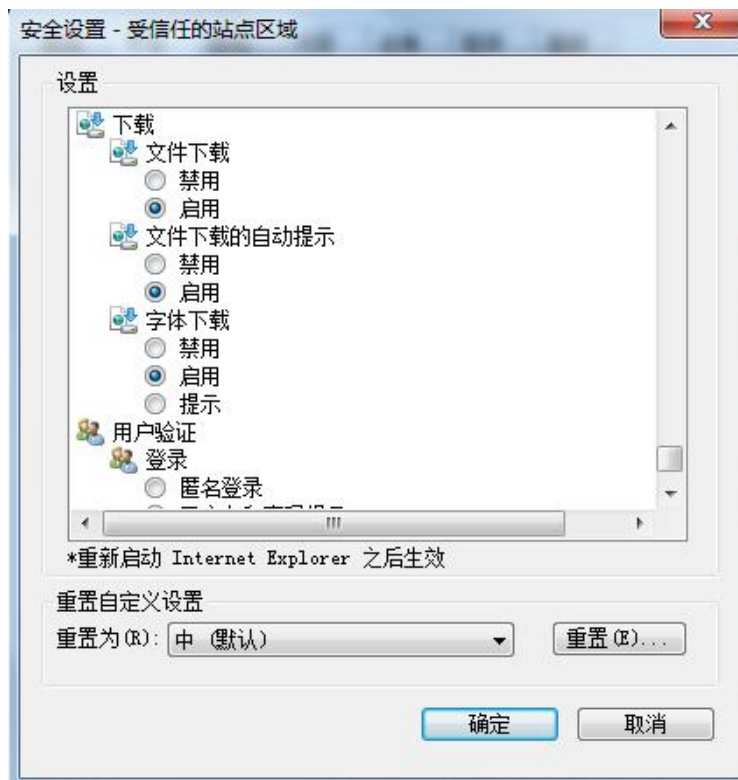 安全设置 - 受信任的站点区域
设置
下载
文件下载
禁用
启用
文件下载的自动提示
禁用
启用
字体下载
禁用
启用
提示
用户验证
登录
匿名登录
*重新启动 Internet Explorer 之后生效
重置自定义设置
重置为(R): 中 (默认) 重置(E)...
确定 取消